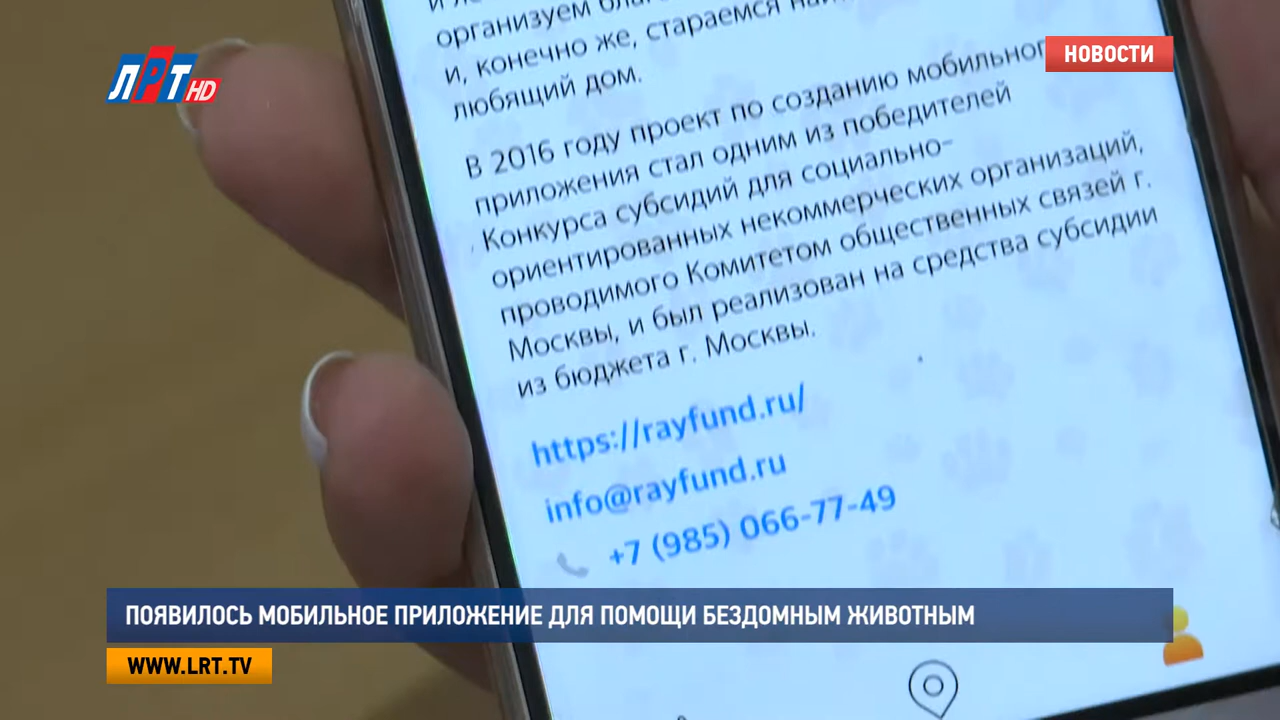 организуем
и, конечно же, стараемся
любящий дом.
В 2016 году проект по созданию мобильного
приложения стал одним из победителей
Конкурса субсидий для социально-
ориентированных некоммерческих организаций,
проводимого Комитетом общественных связей г.
Москвы, и был реализован на средства субсидии
из бюджета г. Москвы.
https://rayfund.ru/
info@rayfund.ru
+7 (985) 066-77-49
ЛРТ HD
НОВОСТИ
ПОЯВИЛОСЬ МОБИЛЬНОЕ ПРИЛОЖЕНИЕ ДЛЯ ПОМОЩИ БЕЗДОМНЫМ ЖИВОТНЫМ
WWW.LRT.TV